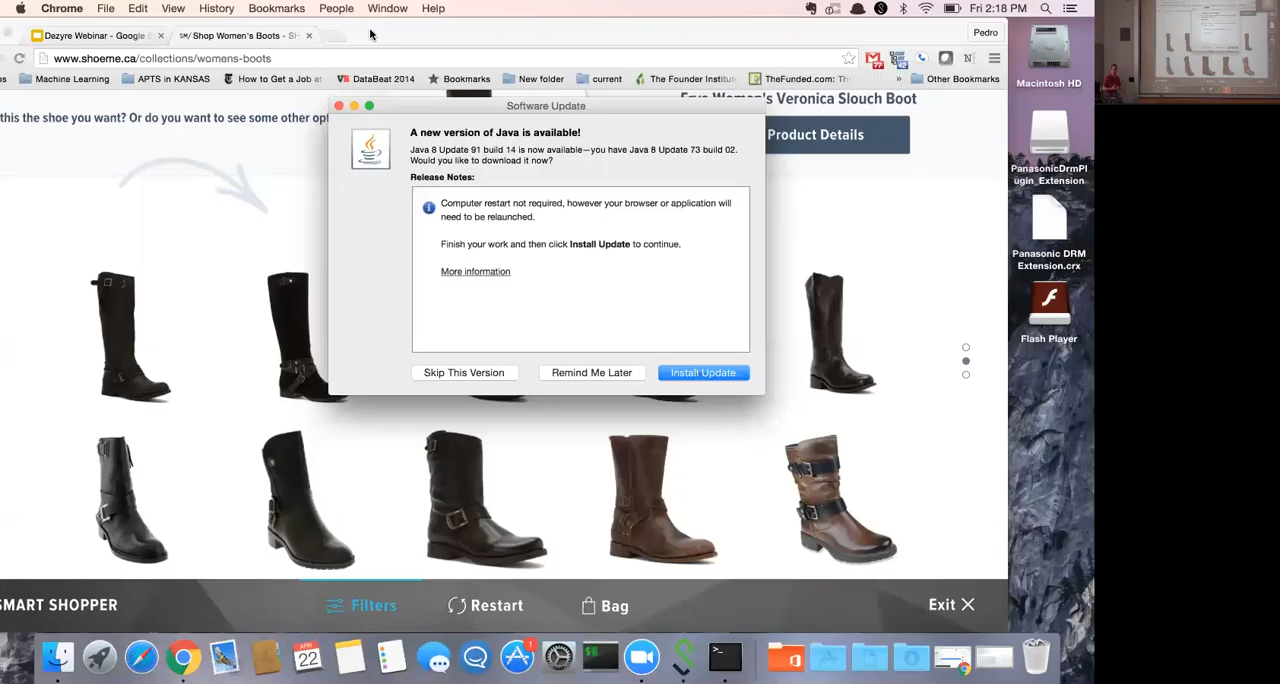 Chrome File Edit View History Bookmarks People Window Help
Fri 2:18 PM
Dezyre Webinar - Google
Shop Women's Boots - SH
Pedro
www.shoeme.ca/collections/womens-boots
Machine Learning
APTS in KANSAS
How to Get a Job
DataBeat 2014
Bookmarks
New folder
current
The Founder Institut
TheFunded.com:
Other Bookmarks
this the shoe you want? Or do you want to see some other opt
Women's Veronica Slouch Boot
Product Details
Software Update
A new version of Java is available!
Java 8 Update 91 build 14 is now available—you have Java 8 Update 73 build 02.
Would you like to download it now?
Release Notes:
Computer restart not required, however your browser or application will
need to be relaunched.
Finish your work and then click Install Update to continue.
More information
Skip This Version
Remind Me Later
Install Update
SMART SHOPPER
Filters
Restart
Bag
Exit
Macintosh HD
PanasonicDrmPl
ugin_Extension
Panasonic DRM
Extension.crx
Flash Player
APR
22
1